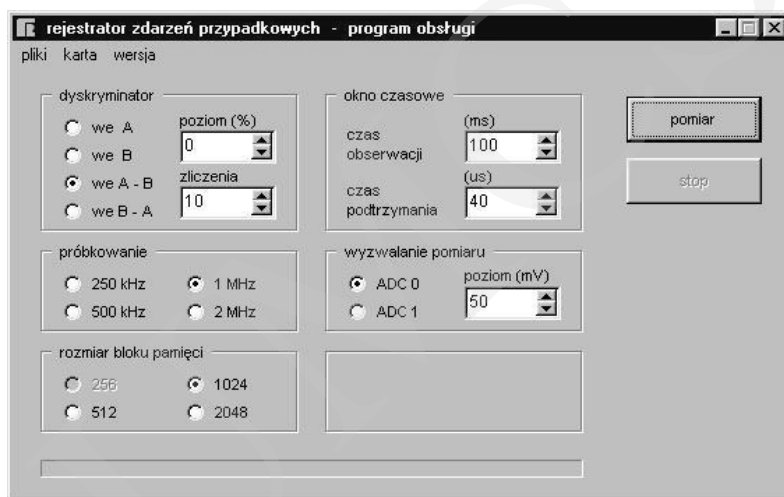 rejestrator zdarzeń przypadkowych - program obsługi
pliki karta wersja
dyskryminator
we A
we B
we A - B
we B - A
poziom (%)
0
zliczenia
10
okno czasowe
czas
obserwacji
(ms)
100
czas
podtrzymania
(us)
40
pomiar
stop
próbkowanie
250 kHz
1 MHz
500 kHz
2 MHz
wyzwalanie pomiaru
ADC 0
ADC 1
poziom (mV)
50
rozmiar bloku pamięci
256
1024
512
2048